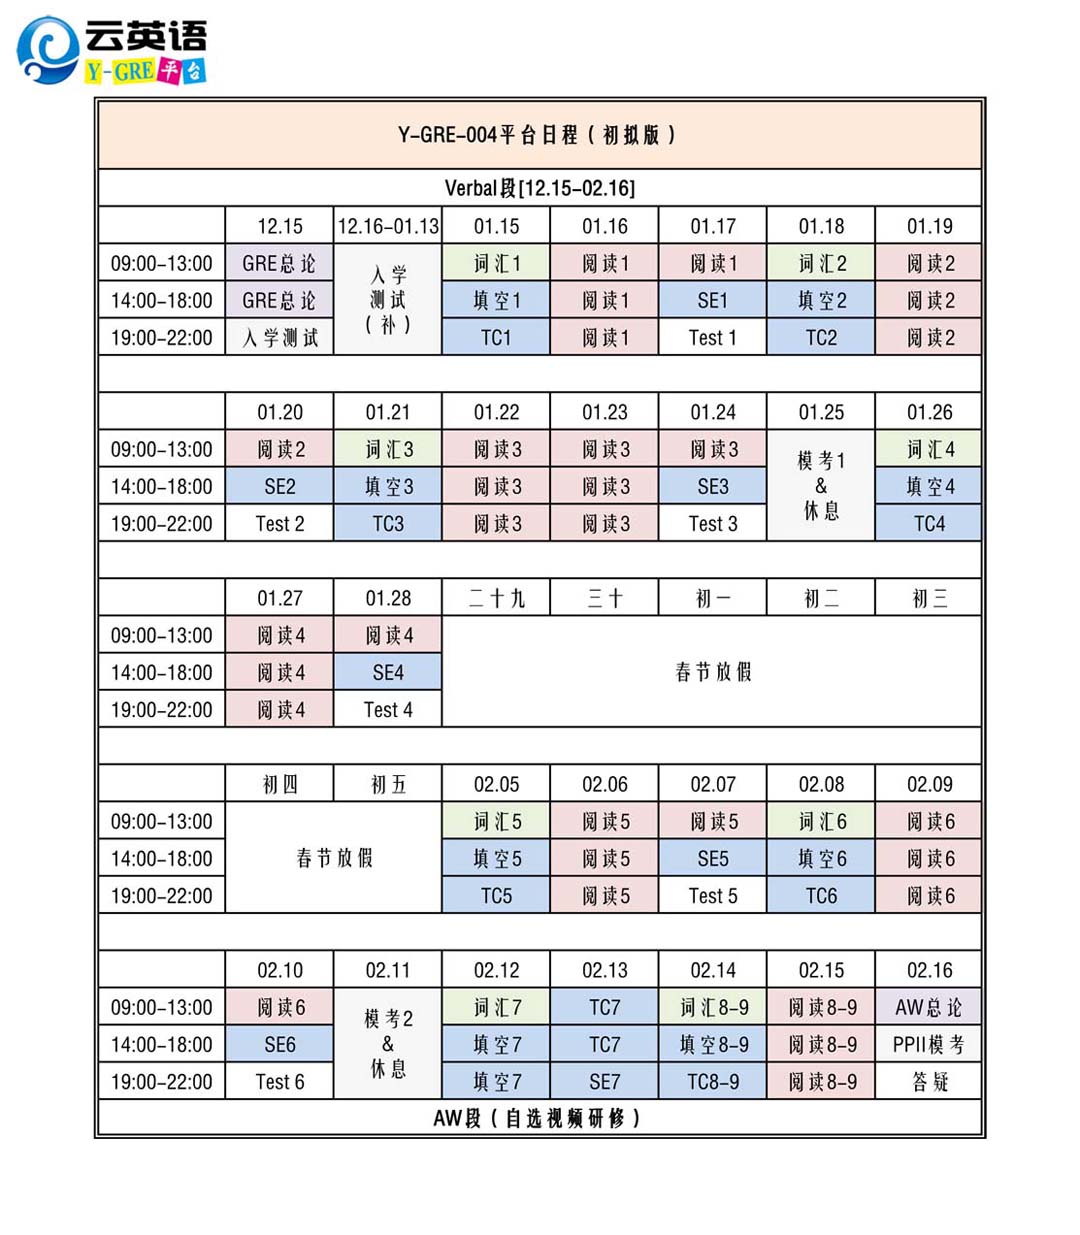 云英语
Y-GRE平台
Y-GRE-004平台日程（初拟版）
Verbal段[12.15-02.16]
12.15 12.16-01.13 01.15 01.16 01.17 01.18 01.19
09:00-13:00 GRE总论 词汇1 阅读1 阅读1 词汇2 阅读2
入学
14:00-18:00 GRE总论 测试 填空1 阅读1 SE1 填空2 阅读2
（补）
19:00-22:00 入学测试 TC1 阅读1 Test 1 TC2 阅读2
01.20 01.21 01.22 01.23 01.24 01.25 01.26
09:00-13:00 阅读2 词汇3 阅读3 阅读3 阅读3 词汇4
模考1
14:00-18:00 SE2 填空3 阅读3 阅读3 SE3 & 填空4
休息
19:00-22:00 Test 2 TC3 阅读3 阅读3 Test 3 TC4
01.27 01.28 二十九 三十 初一 初二 初三
09:00-13:00 阅读4 阅读4
14:00-18:00 阅读4 SE4 春节放假
19:00-22:00 阅读4 Test 4
初四 初五 02.05 02.06 02.07 02.08 02.09
09:00-13:00 词汇5 阅读5 阅读5 词汇6 阅读6
14:00-18:00 春节放假 填空5 阅读5 SE5 填空6 阅读6
19:00-22:00 TC5 阅读5 Test 5 TC6 阅读6
02.10 02.11 02.12 02.13 02.14 02.15 02.16
09:00-13:00 阅读6 词汇7 TC7 词汇8-9 阅读8-9 AW总论
模考2
14:00-18:00 SE6 & 填空7 TC7 填空8-9 阅读8-9 PPII模考
休息
19:00-22:00 Test 6 填空7 SE7 TC8-9 阅读8-9 答疑
AW段（自选视频研修）